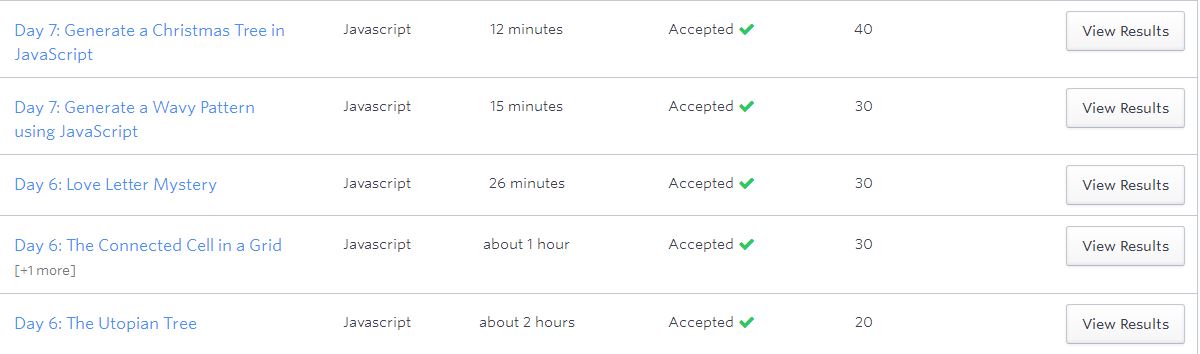 Day 7: Generate a Christmas Tree in JavaScript Javascript 12 minutes Accepted 40 View Results
Day 7: Generate a Wavy Pattern using JavaScript Javascript 15 minutes Accepted 30 View Results
Day 6: Love Letter Mystery Javascript 26 minutes Accepted 30 View Results
Day 6: The Connected Cell in a Grid Javascript about 1 hour Accepted 30 View Results
[+1 more]
Day 6: The Utopian Tree Javascript about 2 hours Accepted 20 View Results